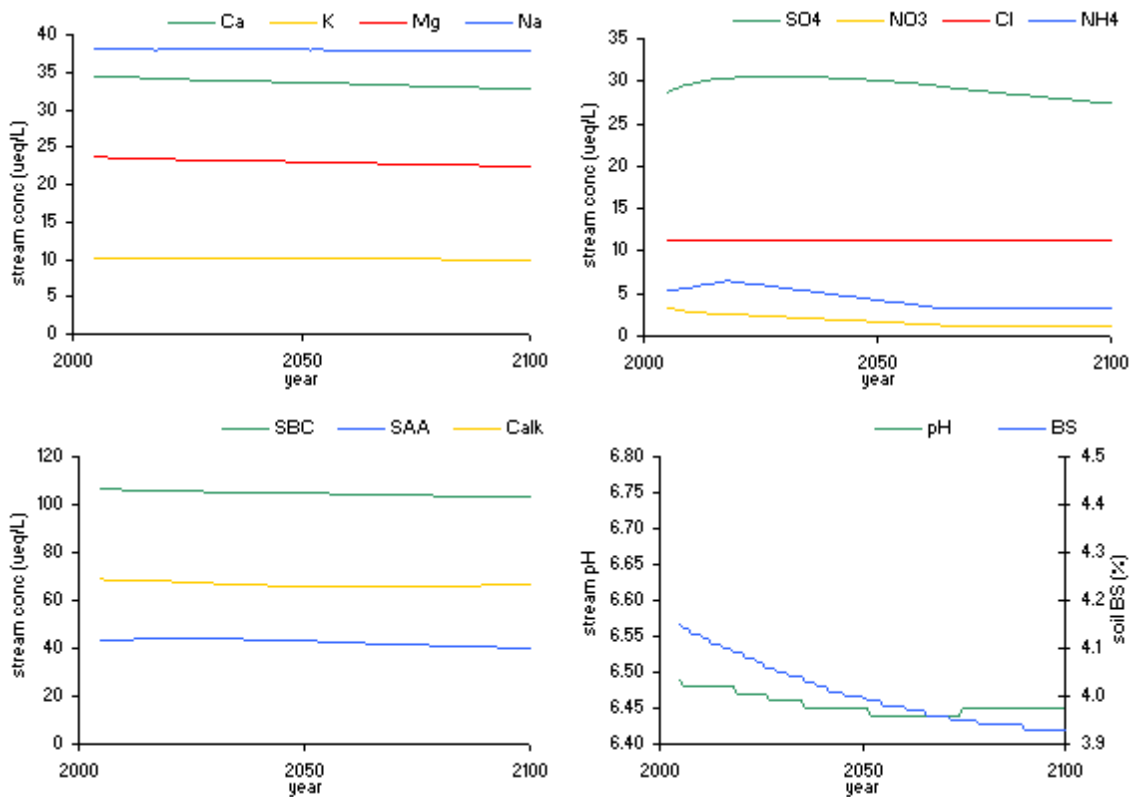 Ca K Mg Na
stream conc (ueq/L)
40
35
30
25
20
15
10
5
0
2000 2050 2100
year
SO4 NO3 Cl NH4
stream conc (ueq/L)
35
30
25
20
15
10
5
0
2000 2050 2100
year
SBC SAA Calk
stream conc (ueq/L)
120
100
80
60
40
20
0
2000 2050 2100
year
pH BS
stream pH
6.80
6.75
6.70
6.65
6.60
6.55
6.50
6.45
6.40
4.5
4.4
4.3
4.2
4.1
4.0
3.9
soil BS (%)
2000 2050 2100
year